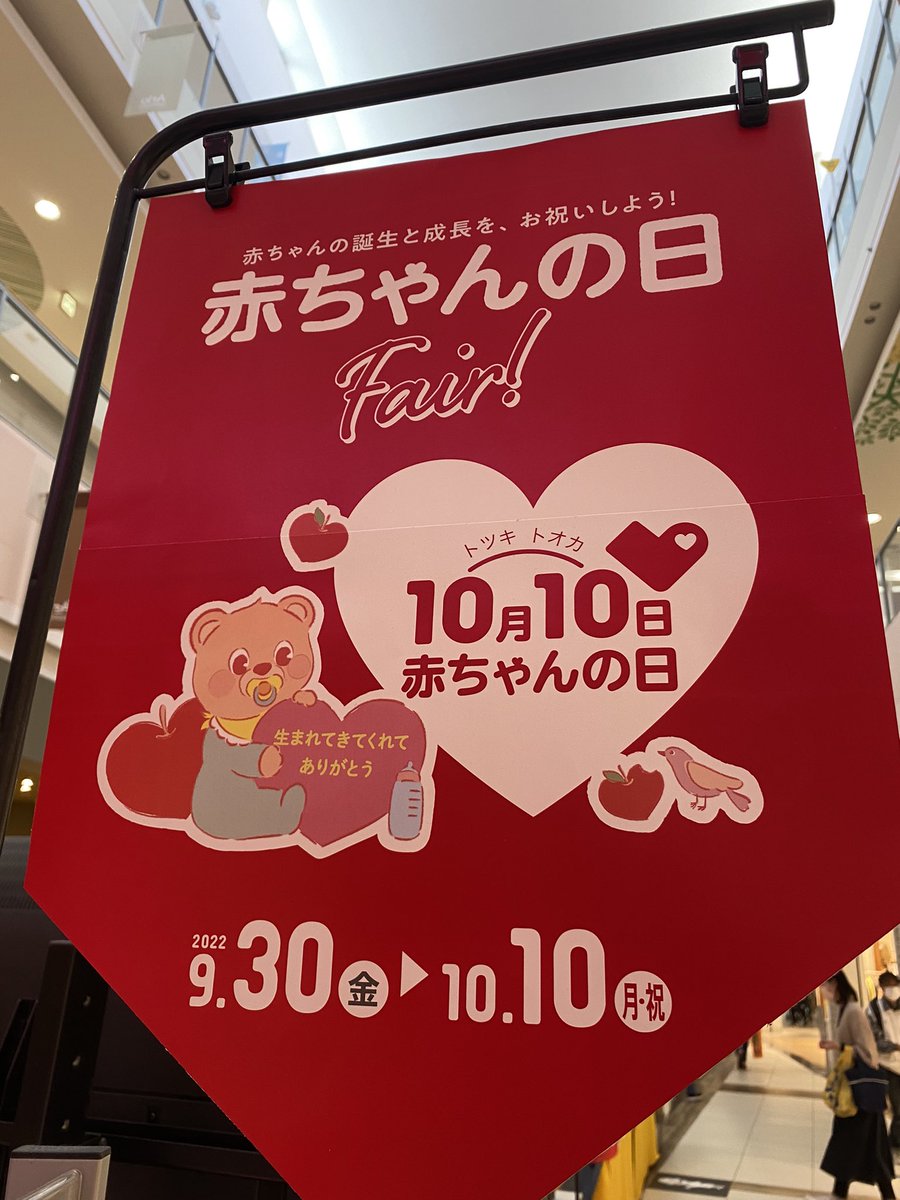 赤ちゃんの誕生と成長を、お祝いしよう!
赤ちゃんの日
Fair!
トツキ トオカ
10月10日
赤ちゃんの日
生まれてきてくれて
ありがとう
2022
9.30金▶10.10月・祝